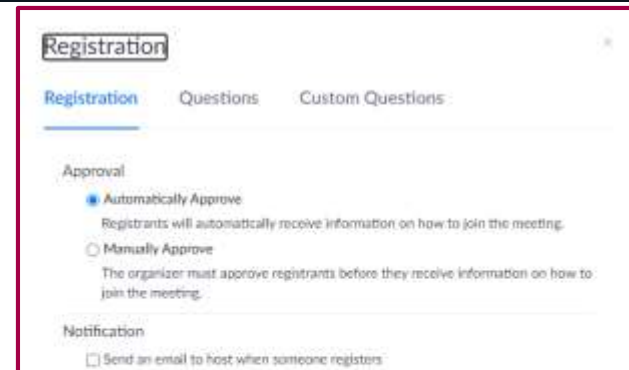 Registration
Registration Questions Custom Questions
Approval
Automatically Approve
Registrants will automatically receive information on how to join the meeting.
Manually Approve
The organizer must approve registrants before they receive information on how to
join the meeting.
Notification
Send an email to host when someone registers